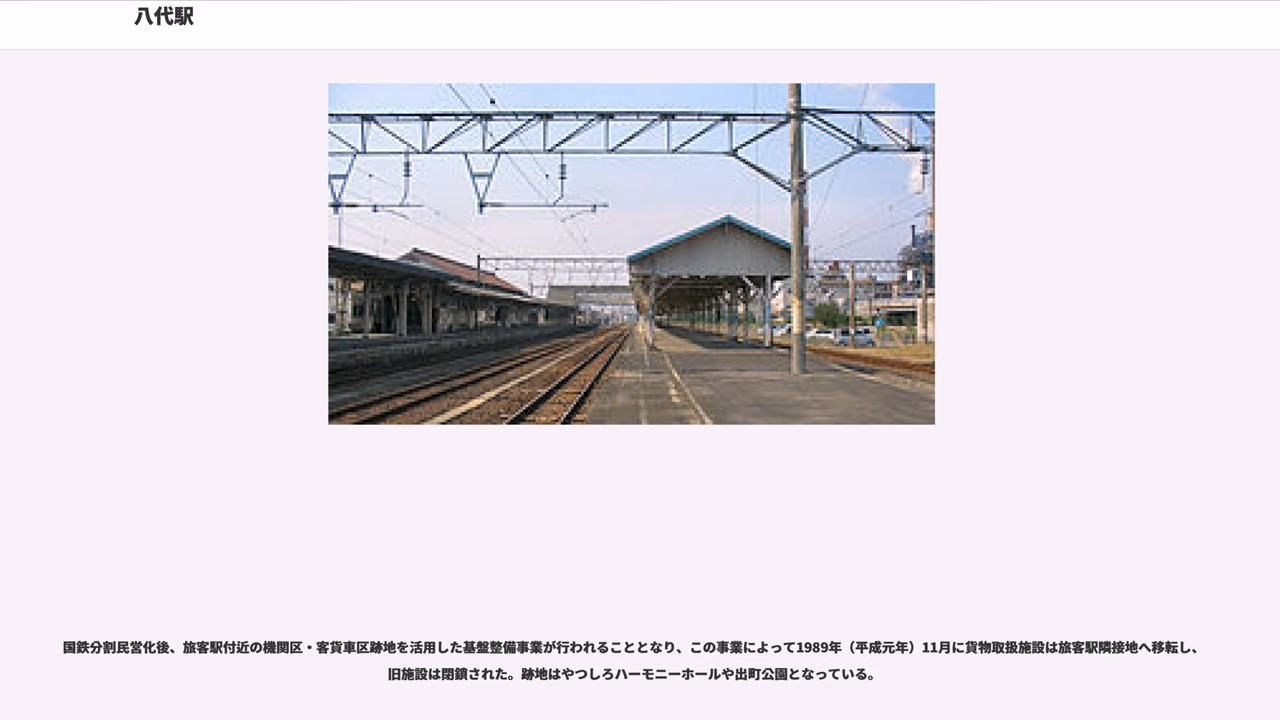 八代駅
国鉄分割民営化後、旅客駅付近の機関区・客貨車区跡地を活用した基盤整備事業が行われることとなり、この事業によって1989年（平成元年）11月に貨物取扱施設は旅客駅隣接地へ移転し、
旧施設は閉鎖された。跡地はやつしろハーモニーホールや出町公園となっている。